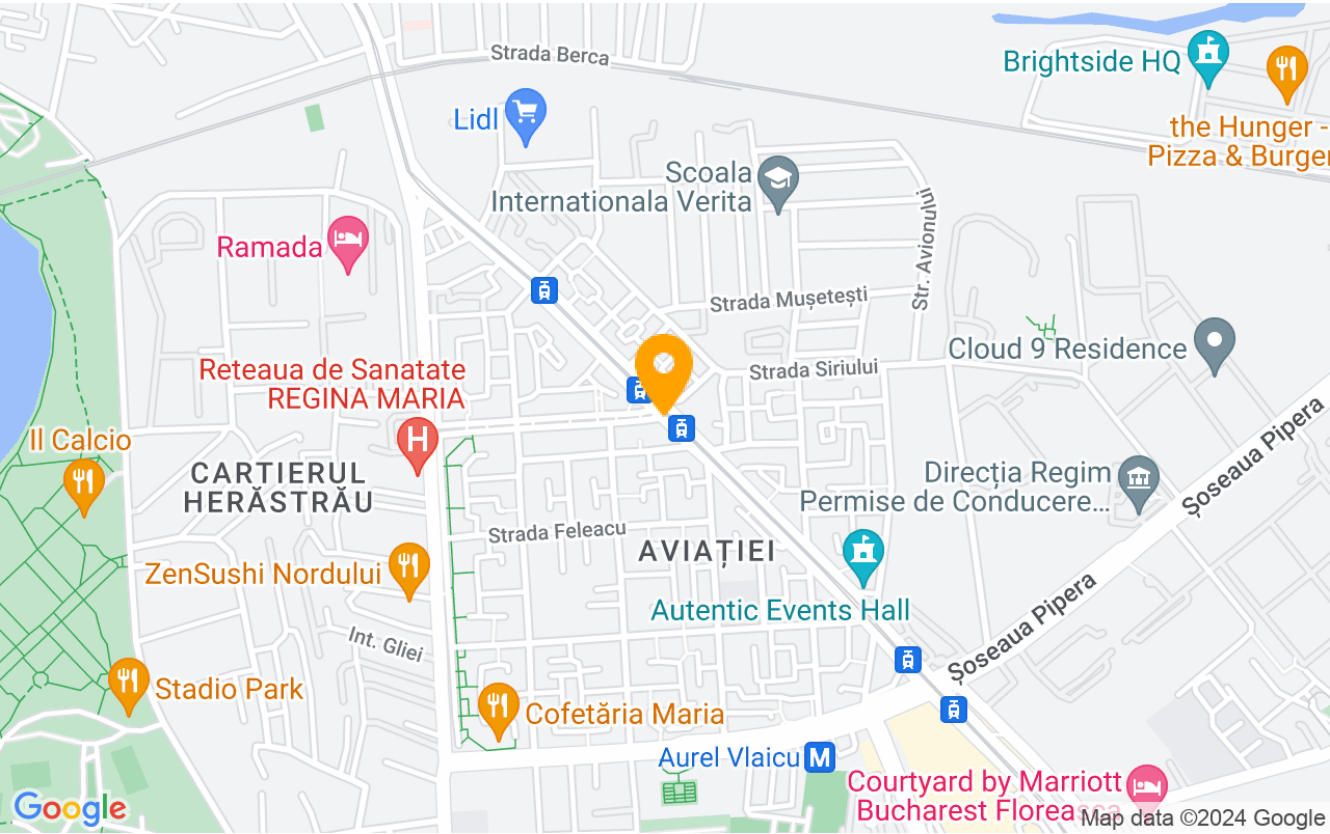 Strada Berca
Brightside HQ
Lidl
the Hunger -
Pizza & Burger
Scoala
Internationala Verita
Str. Avionului
Ramada
Strada Mușetești
Cloud 9 Residence
Reteaua de Sanatate
REGINA MARIA
Strada Siriului
Șoseaua Pipera
H
Il Calcio
CARTIERUL
HERĂSTRĂU
Direcția Regim
Permise de Conducere...
Strada Feleacu
AVIAȚIEI
ZenSushi Nordului
Autentic Events Hall
Șoseaua Pipera
Int. Gliei
Stadio Park
Cofetăria Maria
Aurel Vlaicu M
Courtyard by Marriott
Bucharest Floreasca
Google
Map data ©2024 Google